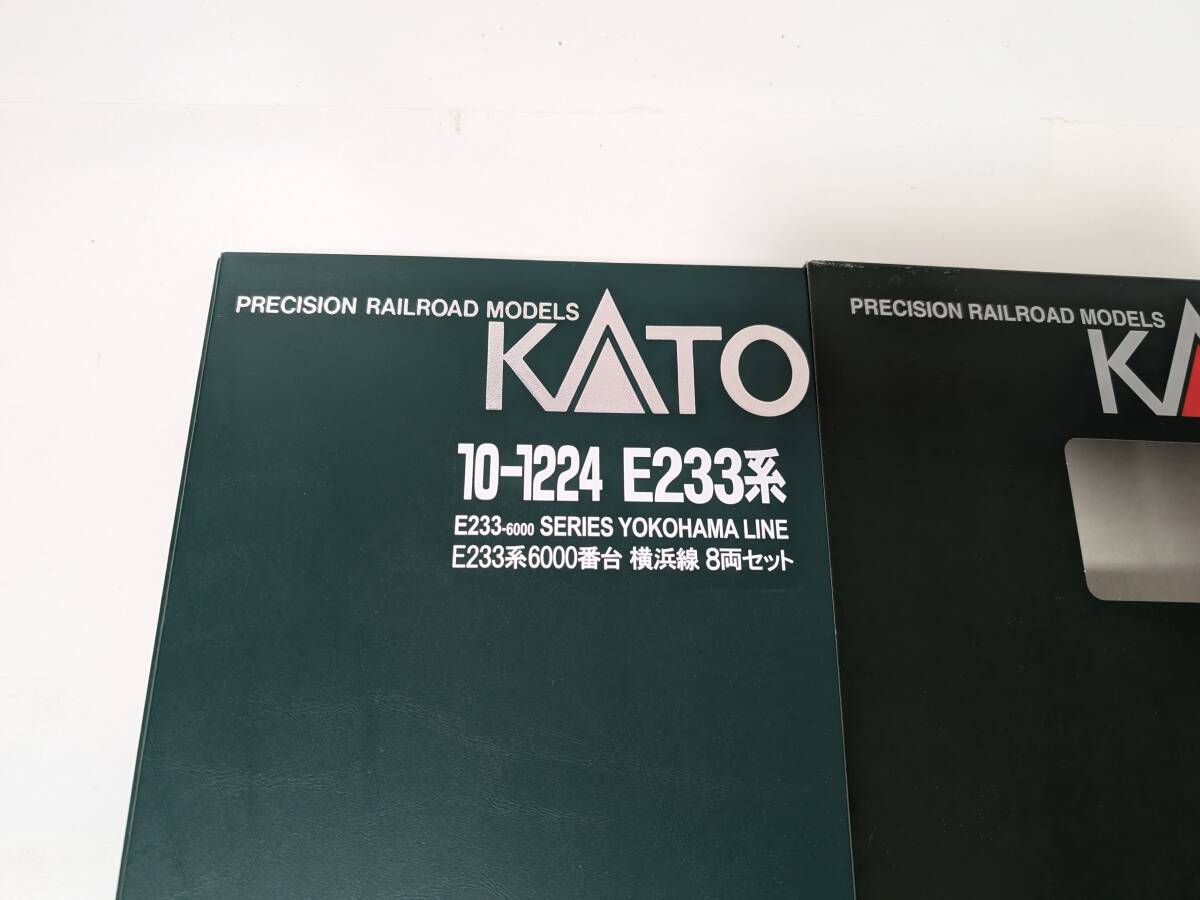 PRECISION RAILROAD MODELS
KATO
10-1224 E233系
E233-6000 SERIES YOKOHAMA LINE
E233系6000番台 横浜線 8両セット
PRECISION RAILROAD MODELS
KA